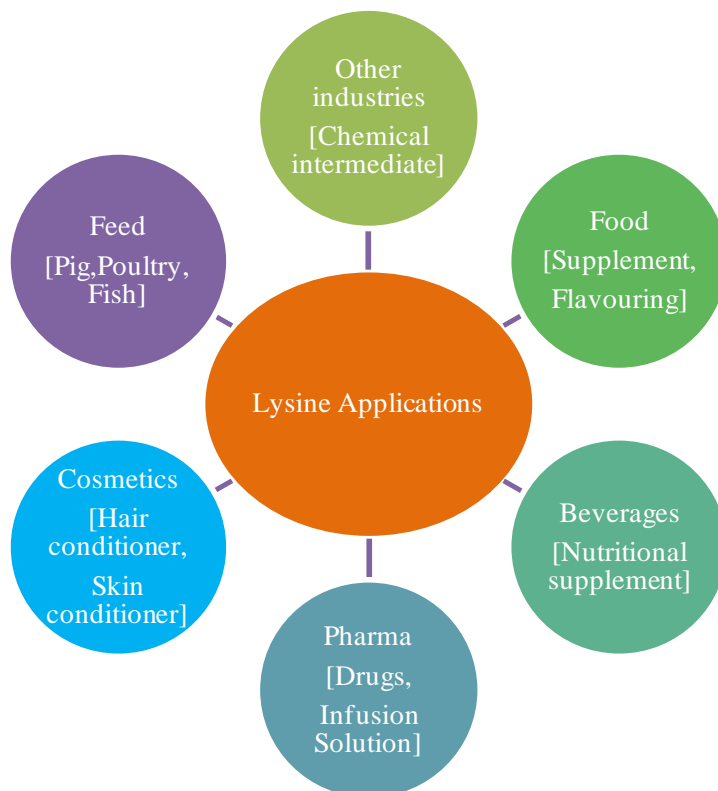 Other
industries
[Chemical
intermediate]
Feed
[Pig,Poultry,
Fish]
Food
[Supplement,
Flavouring]
Lysine Applications
Cosmetics
[Hair
conditioner,
Skin
conditioner]
Beverages
[Nutritional
supplement]
Pharma
[Drugs,
Infusion
Solution]